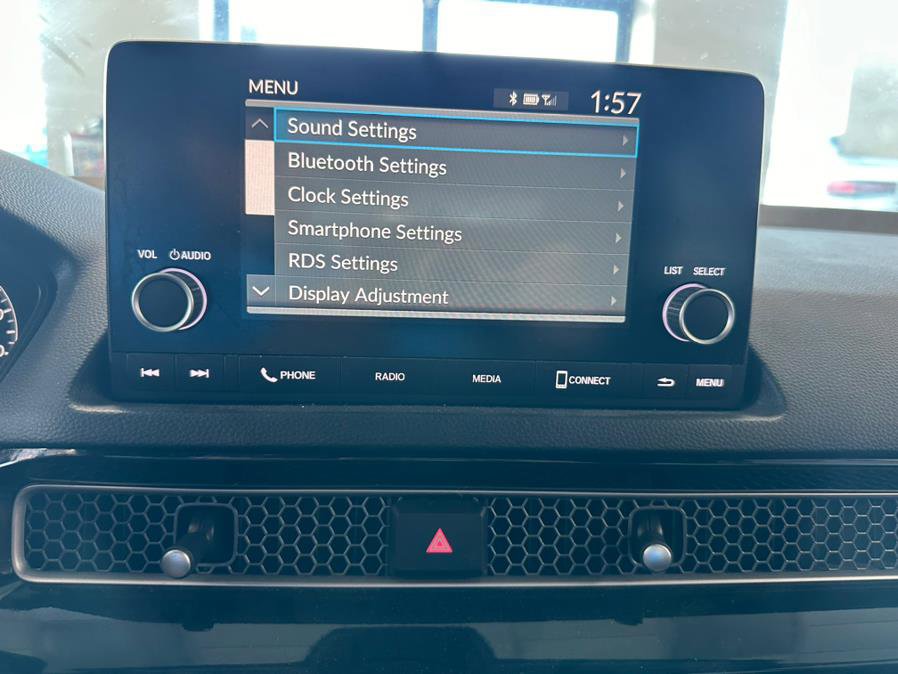 MENU 1:57
Sound Settings
Bluetooth Settings
Clock Settings
Smartphone Settings
RDS Settings
Display Adjustment
VOL AUDIO
LIST SELECT
PHONE RADIO MEDIA CONNECT MENU